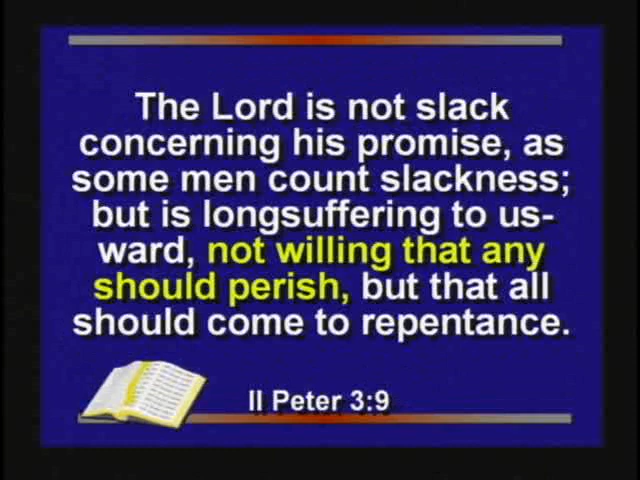 The Lord is not slack
concerning his promise, as
some men count slackness;
but is longsuffering to us-
ward, not willing that any
should perish, but that all
should come to repentance.
II Peter 3:9